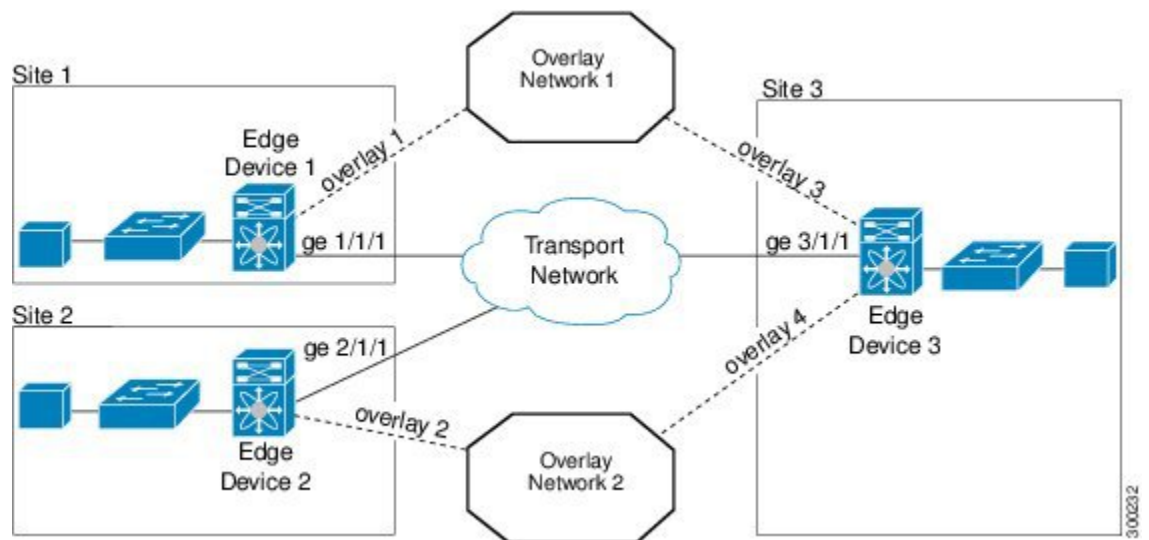 Overlay
Network 1
Site 1
Site 3
Edge
Device 1
overlay 1
overlay 3
ge 1/1/1
Transport
Network
ge 3/1/1
Site 2
ge 2/1/1
Edge
Device 3
overlay 4
overlay 2
Edge
Device 2
Overlay
Network 2
300232